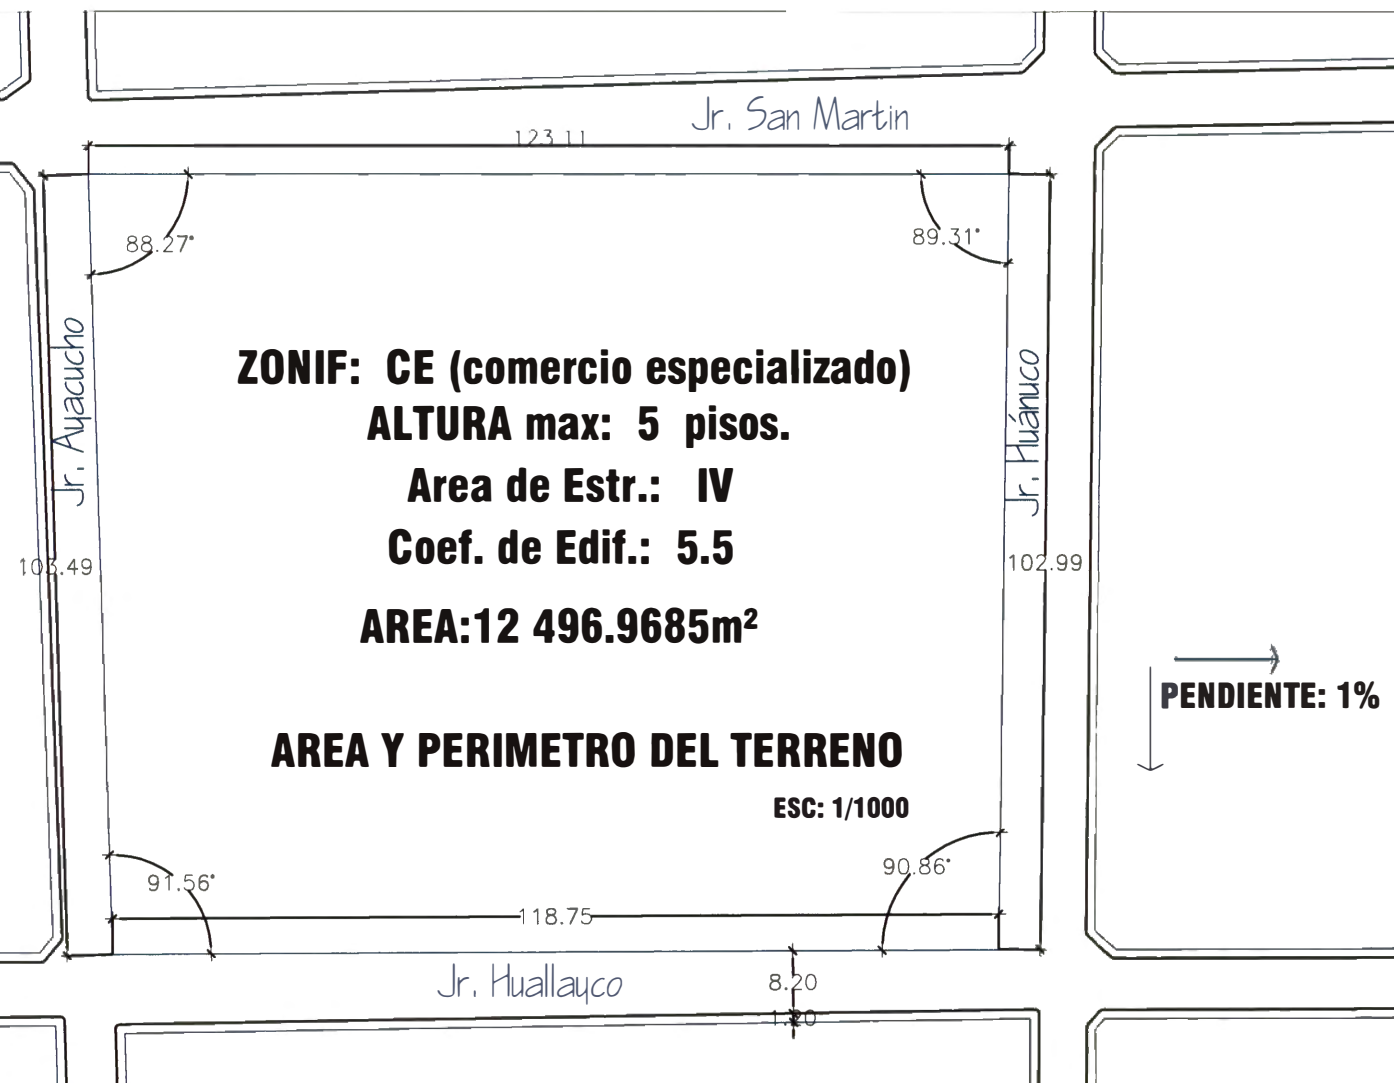 Jr. San Martin
123.11
88.27°
89.31°
Jr. Ayacucho
Jr. Huánuco
ZONIF: CE (comercio especializado)
ALTURA max: 5 pisos.
Area de Estr.: IV
Coef. de Edif.: 5.5
103.49
102.99
AREA:12 496.9685m²
PENDIENTE: 1%
AREA Y PERIMETRO DEL TERRENO
ESC: 1/1000
91.56°
90.86°
118.75
Jr. Huallayco
8.20